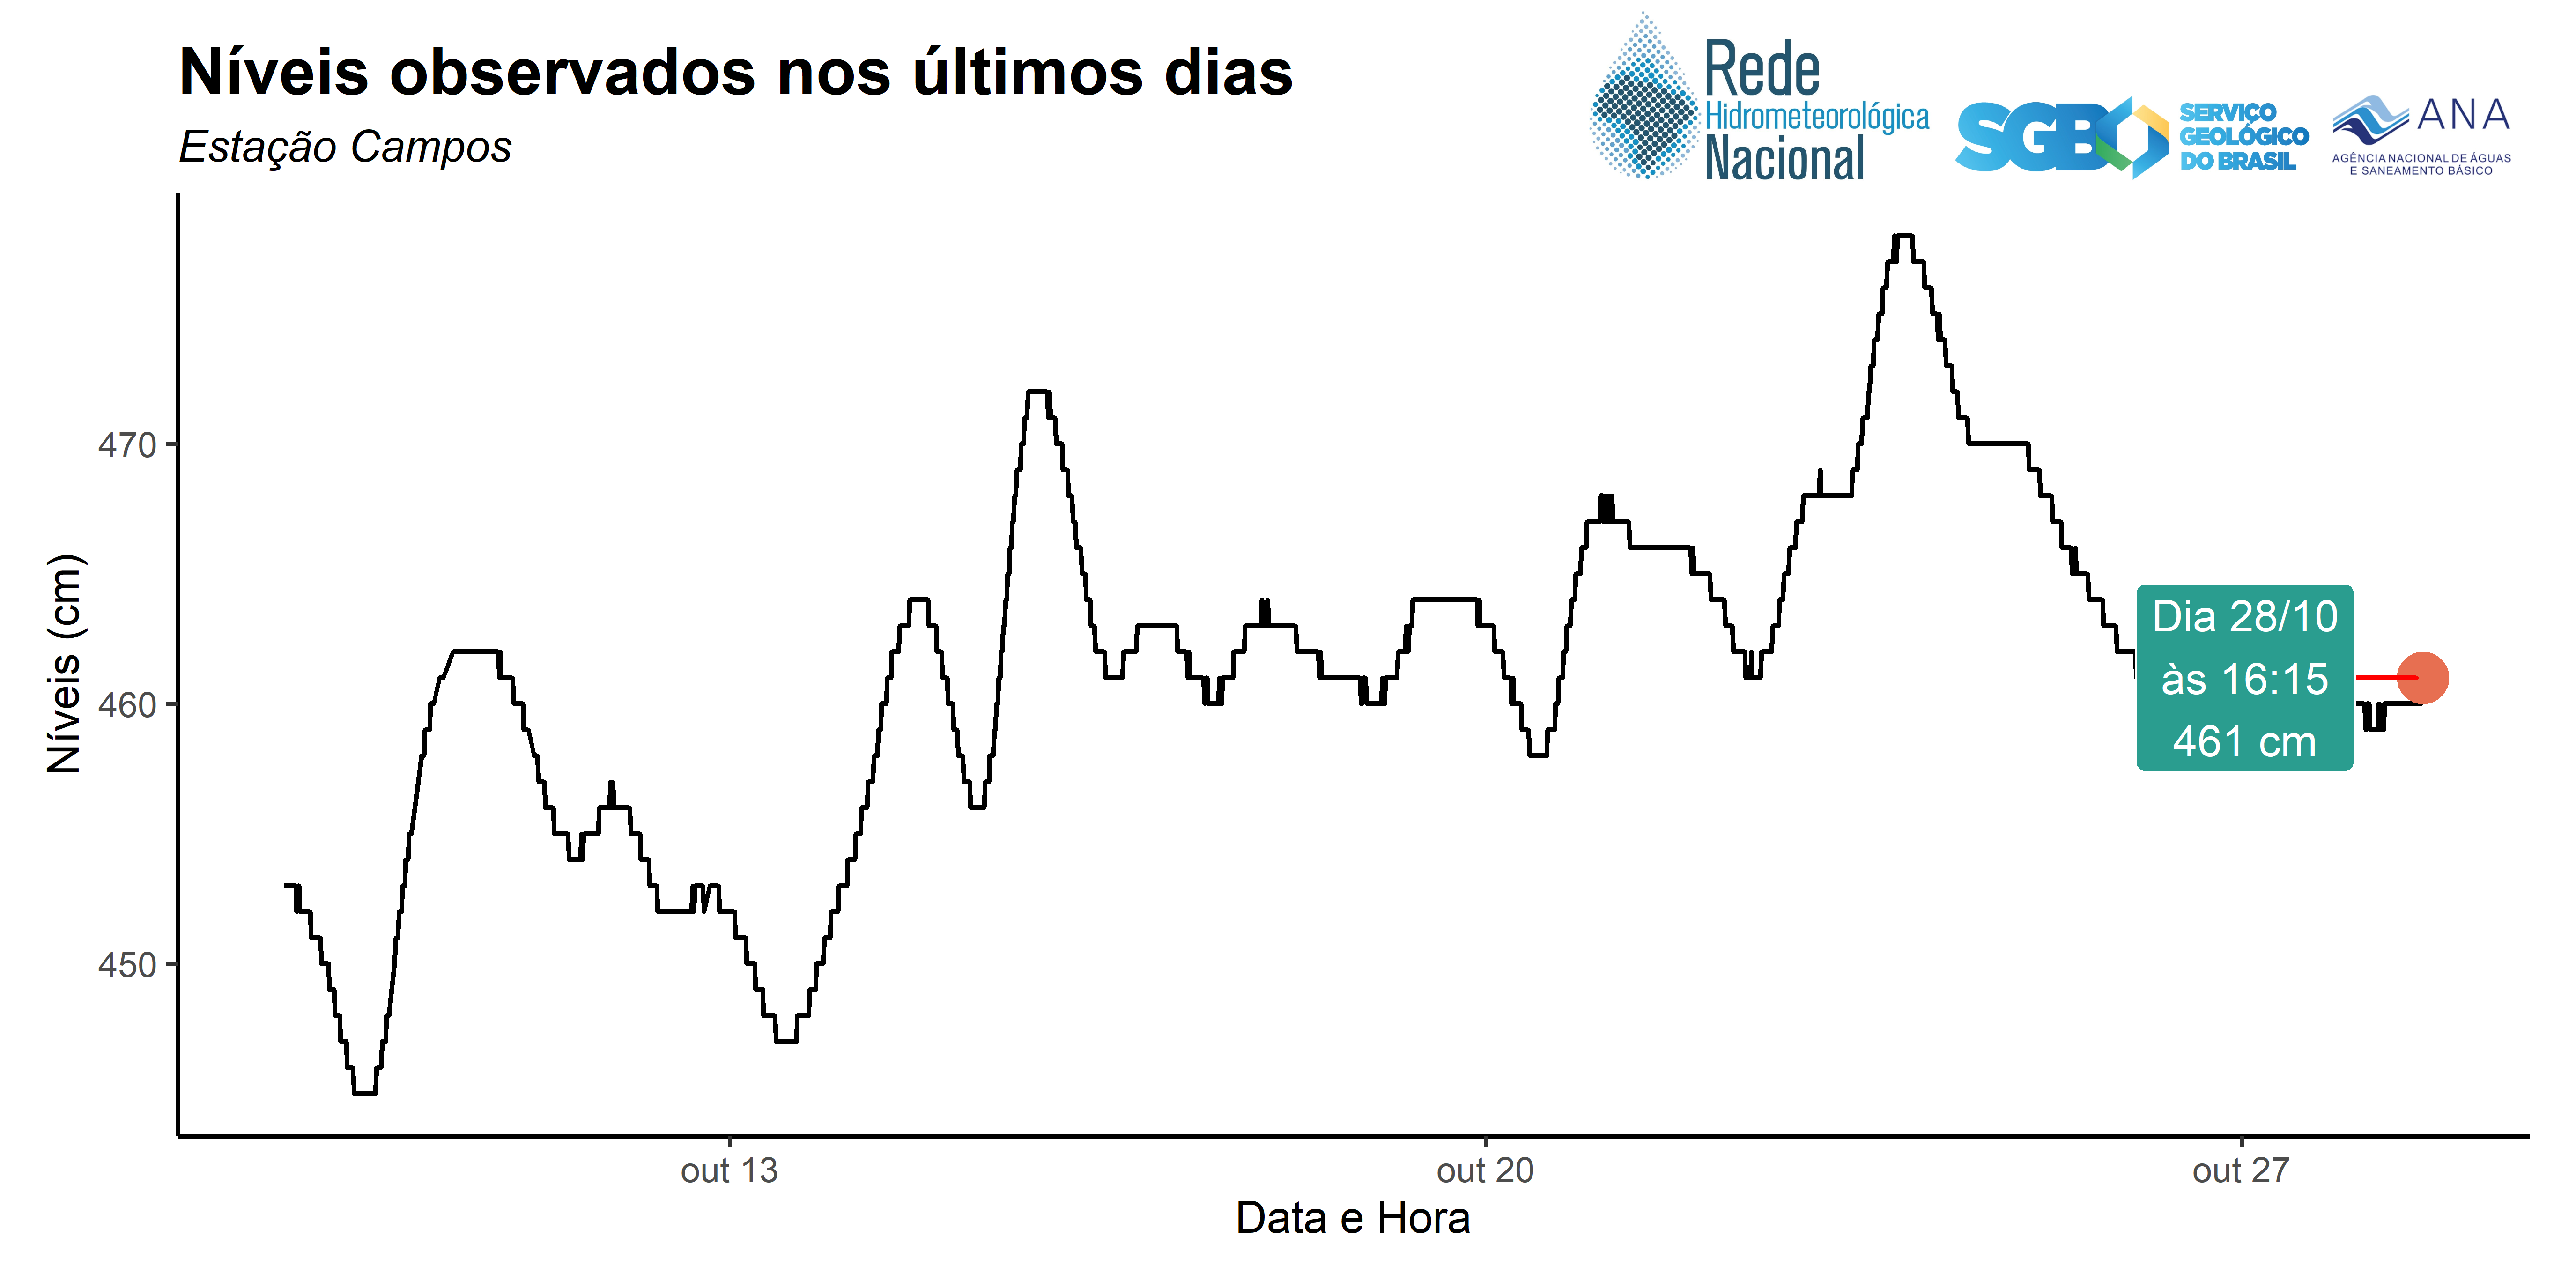 Níveis observados nos últimos dias
Estação Campos
Rede
Hidrometeorológica
Nacional
SGB
SERVIÇO
GEOLÓGICO
DO BRASIL
ANA
AGÊNCIA NACIONAL DE ÁGUAS
E SANEAMENTO BÁSICO
Níveis (cm)
470
460
450
Dia 28/10
às 16:15
461 cm
out 13
out 20
out 27
Data e Hora